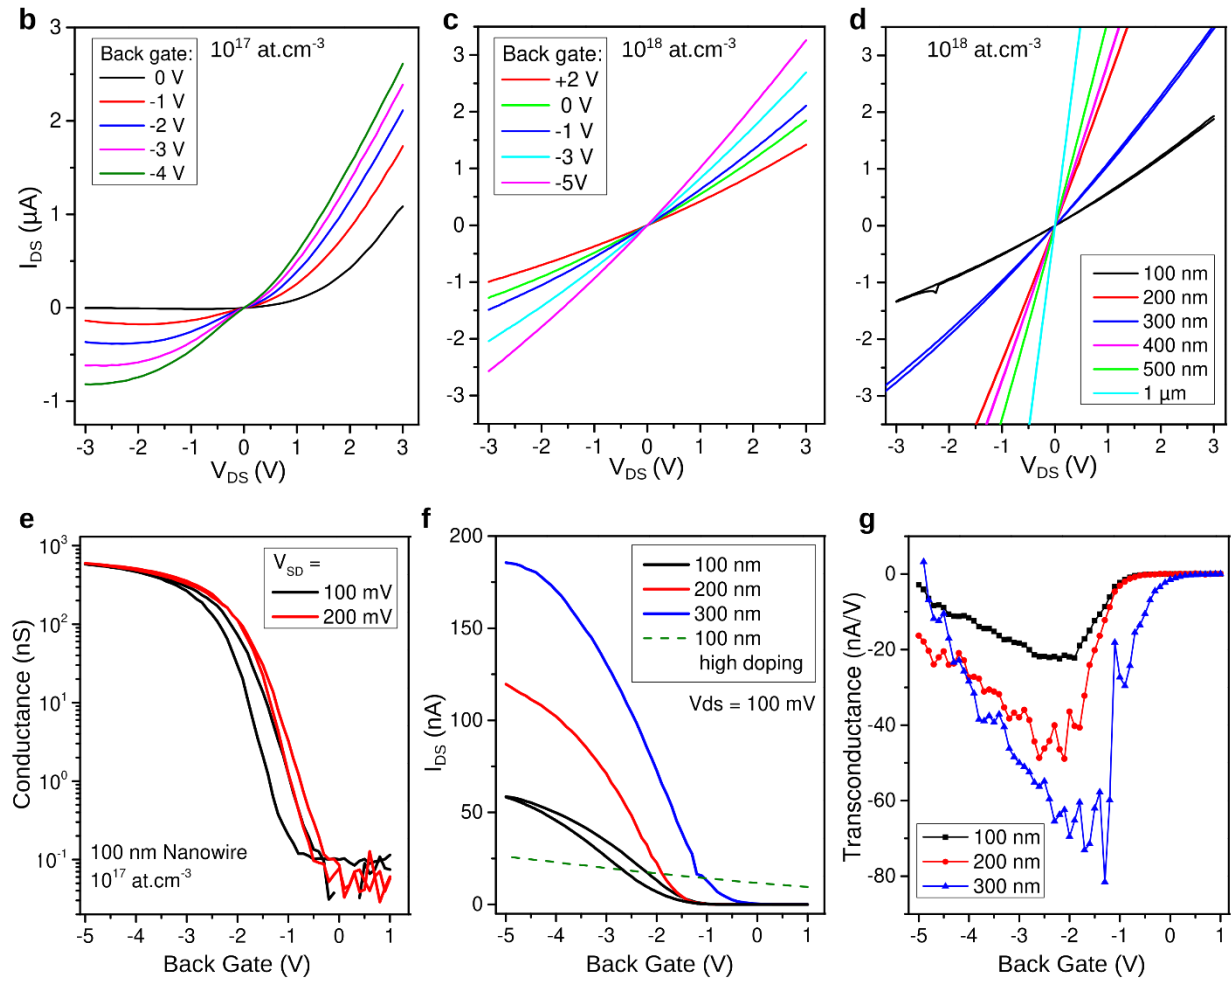 b
10¹⁷ at.cm⁻³
Back gate:
0 V
-1 V
-2 V
-3 V
-4 V
3
2
1
0
-1
I_DS (µA)
-3 -2 -1 0 1 2 3
V_DS (V)
c
10¹⁸ at.cm⁻³
Back gate:
+2 V
0 V
-1 V
-3 V
-5V
3
2
1
0
-1
-2
-3
-3 -2 -1 0 1 2 3
V_DS (V)
d
10¹⁸ at.cm⁻³
3
2
1
0
-1
-2
-3
100 nm
200 nm
300 nm
400 nm
500 nm
1 µm
-3 -2 -1 0 1 2 3
V_DS (V)
e
V_SD =
100 mV
200 mV
10³
10²
10¹
10⁰
10⁻¹
Conductance (nS)
100 nm Nanowire
10¹⁷ at.cm⁻³
-5 -4 -3 -2 -1 0 1
Back Gate (V)
f
200
150
100
50
0
I_DS (nA)
100 nm
200 nm
300 nm
100 nm
high doping
Vds = 100 mV
-5 -4 -3 -2 -1 0 1
Back Gate (V)
g
0
-20
-40
-60
-80
Transconductance (nA/V)
100 nm
200 nm
300 nm
-5 -4 -3 -2 -1 0 1
Back Gate (V)